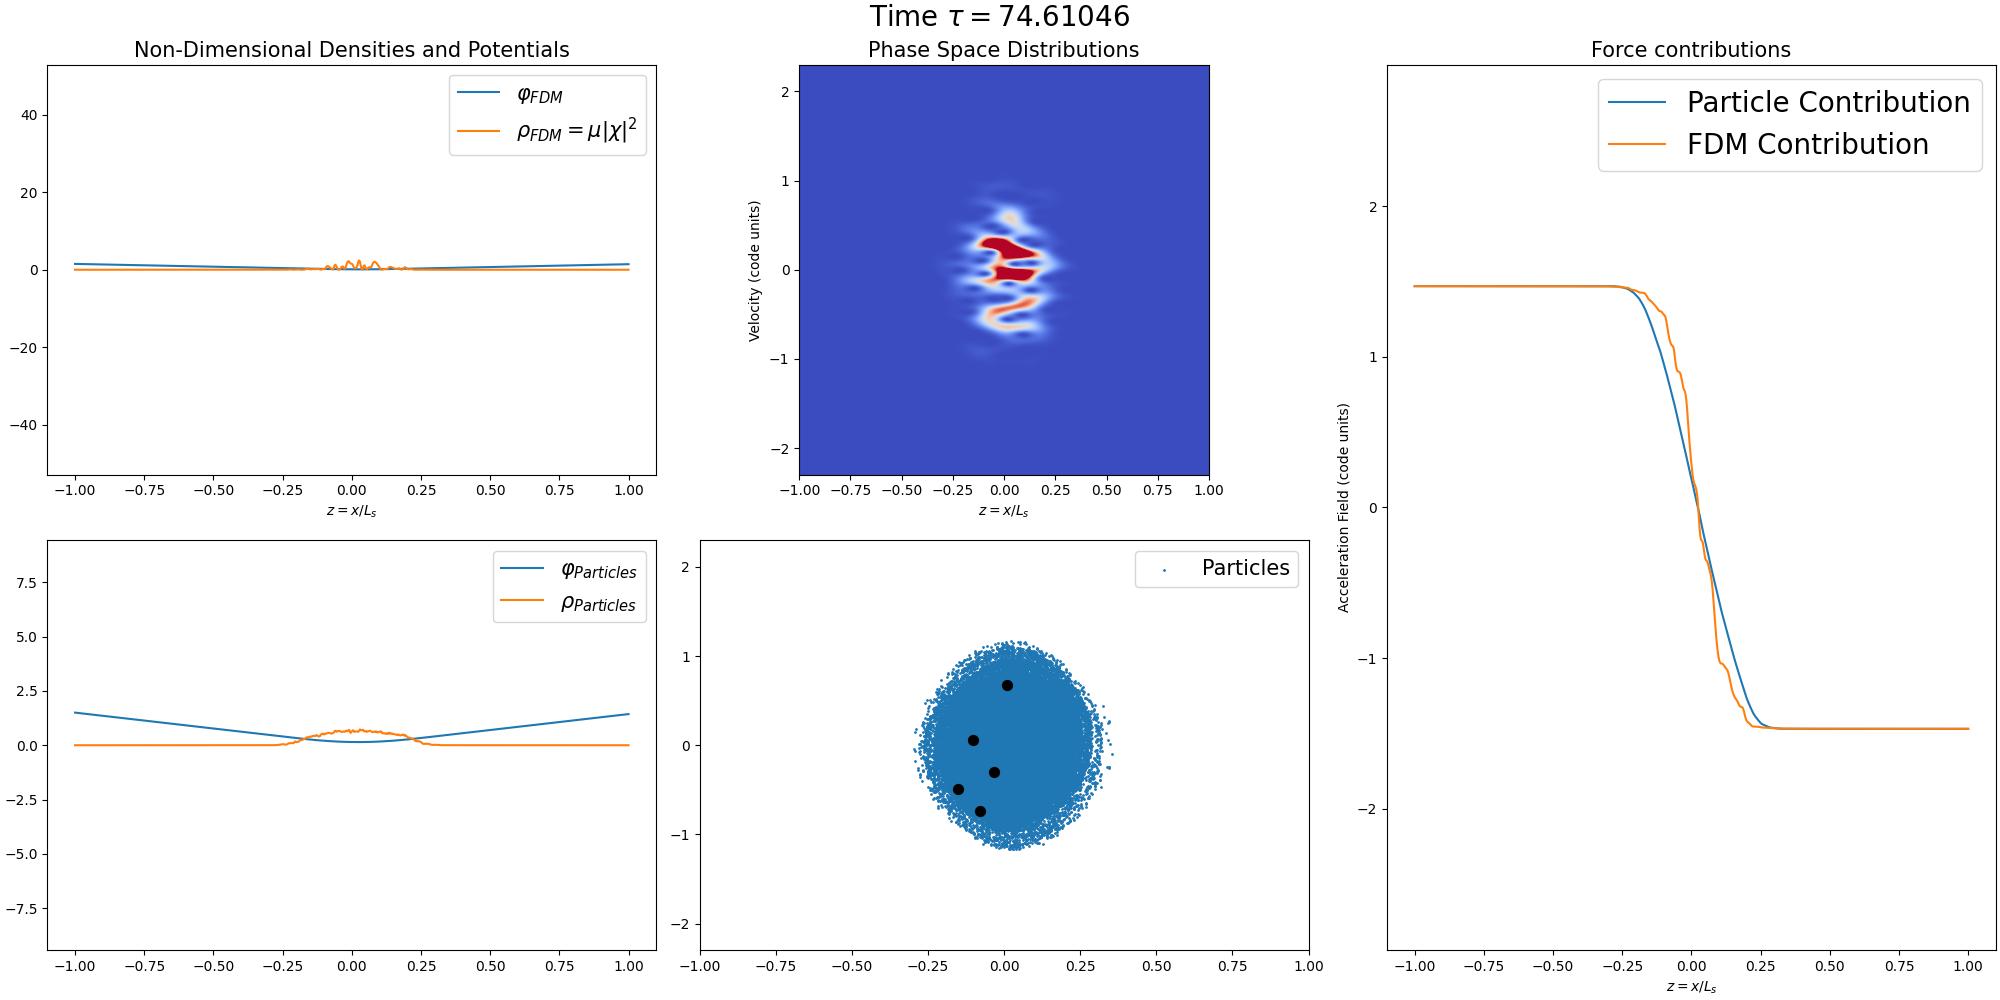 Time τ = 74.61046
Non-Dimensional Densities and Potentials
φFDM
ρFDM = μ|χ|²
40
20
0
−20
−40
−1.00 −0.75 −0.50 −0.25 0.00 0.25 0.50 0.75 1.00
z = x/Ls
Phase Space Distributions
Velocity (code units)
2
1
0
−1
−2
−1.00 −0.75 −0.50 −0.25 0.00 0.25 0.50 0.75 1.00
z = x/Ls
Force contributions
Particle Contribution
FDM Contribution
Acceleration Field (code units)
2
1
0
−1
−2
−1.00 −0.75 −0.50 −0.25 0.00 0.25 0.50 0.75 1.00
z = x/Ls
φParticles
ρParticles
7.5
5.0
2.5
0.0
−2.5
−5.0
−7.5
−1.00 −0.75 −0.50 −0.25 0.00 0.25 0.50 0.75 1.00
Particles
2
1
0
−1
−2
−1.00 −0.75 −0.50 −0.25 0.00 0.25 0.50 0.75 1.00